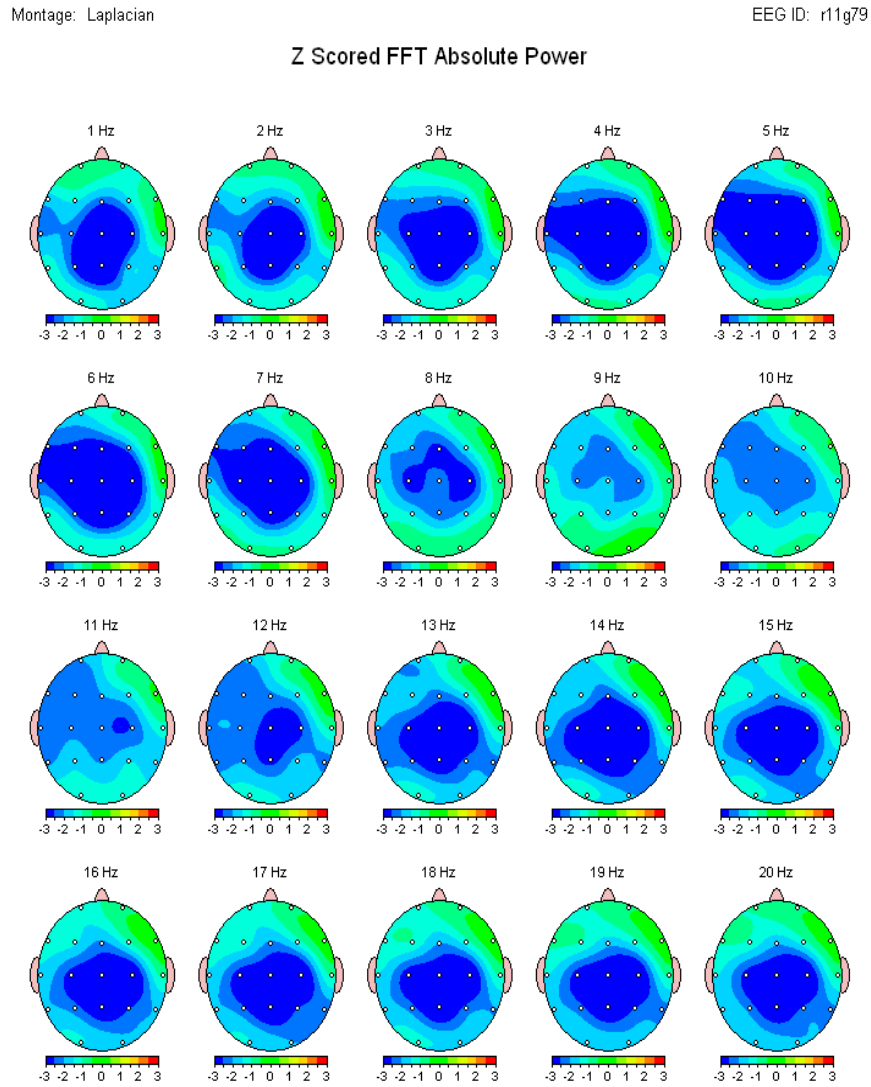 Montage: Laplacian EEG ID: r11g79
Z Scored FFT Absolute Power
1 Hz 2 Hz 3 Hz 4 Hz 5 Hz
-3 -2 -1 0 1 2 3 -3 -2 -1 0 1 2 3 -3 -2 -1 0 1 2 3 -3 -2 -1 0 1 2 3 -3 -2 -1 0 1 2 3
6 Hz 7 Hz 8 Hz 9 Hz 10 Hz
-3 -2 -1 0 1 2 3 -3 -2 -1 0 1 2 3 -3 -2 -1 0 1 2 3 -3 -2 -1 0 1 2 3 -3 -2 -1 0 1 2 3
11 Hz 12 Hz 13 Hz 14 Hz 15 Hz
-3 -2 -1 0 1 2 3 -3 -2 -1 0 1 2 3 -3 -2 -1 0 1 2 3 -3 -2 -1 0 1 2 3 -3 -2 -1 0 1 2 3
16 Hz 17 Hz 18 Hz 19 Hz 20 Hz
-3 -2 -1 0 1 2 3 -3 -2 -1 0 1 2 3 -3 -2 -1 0 1 2 3 -3 -2 -1 0 1 2 3 -3 -2 -1 0 1 2 3